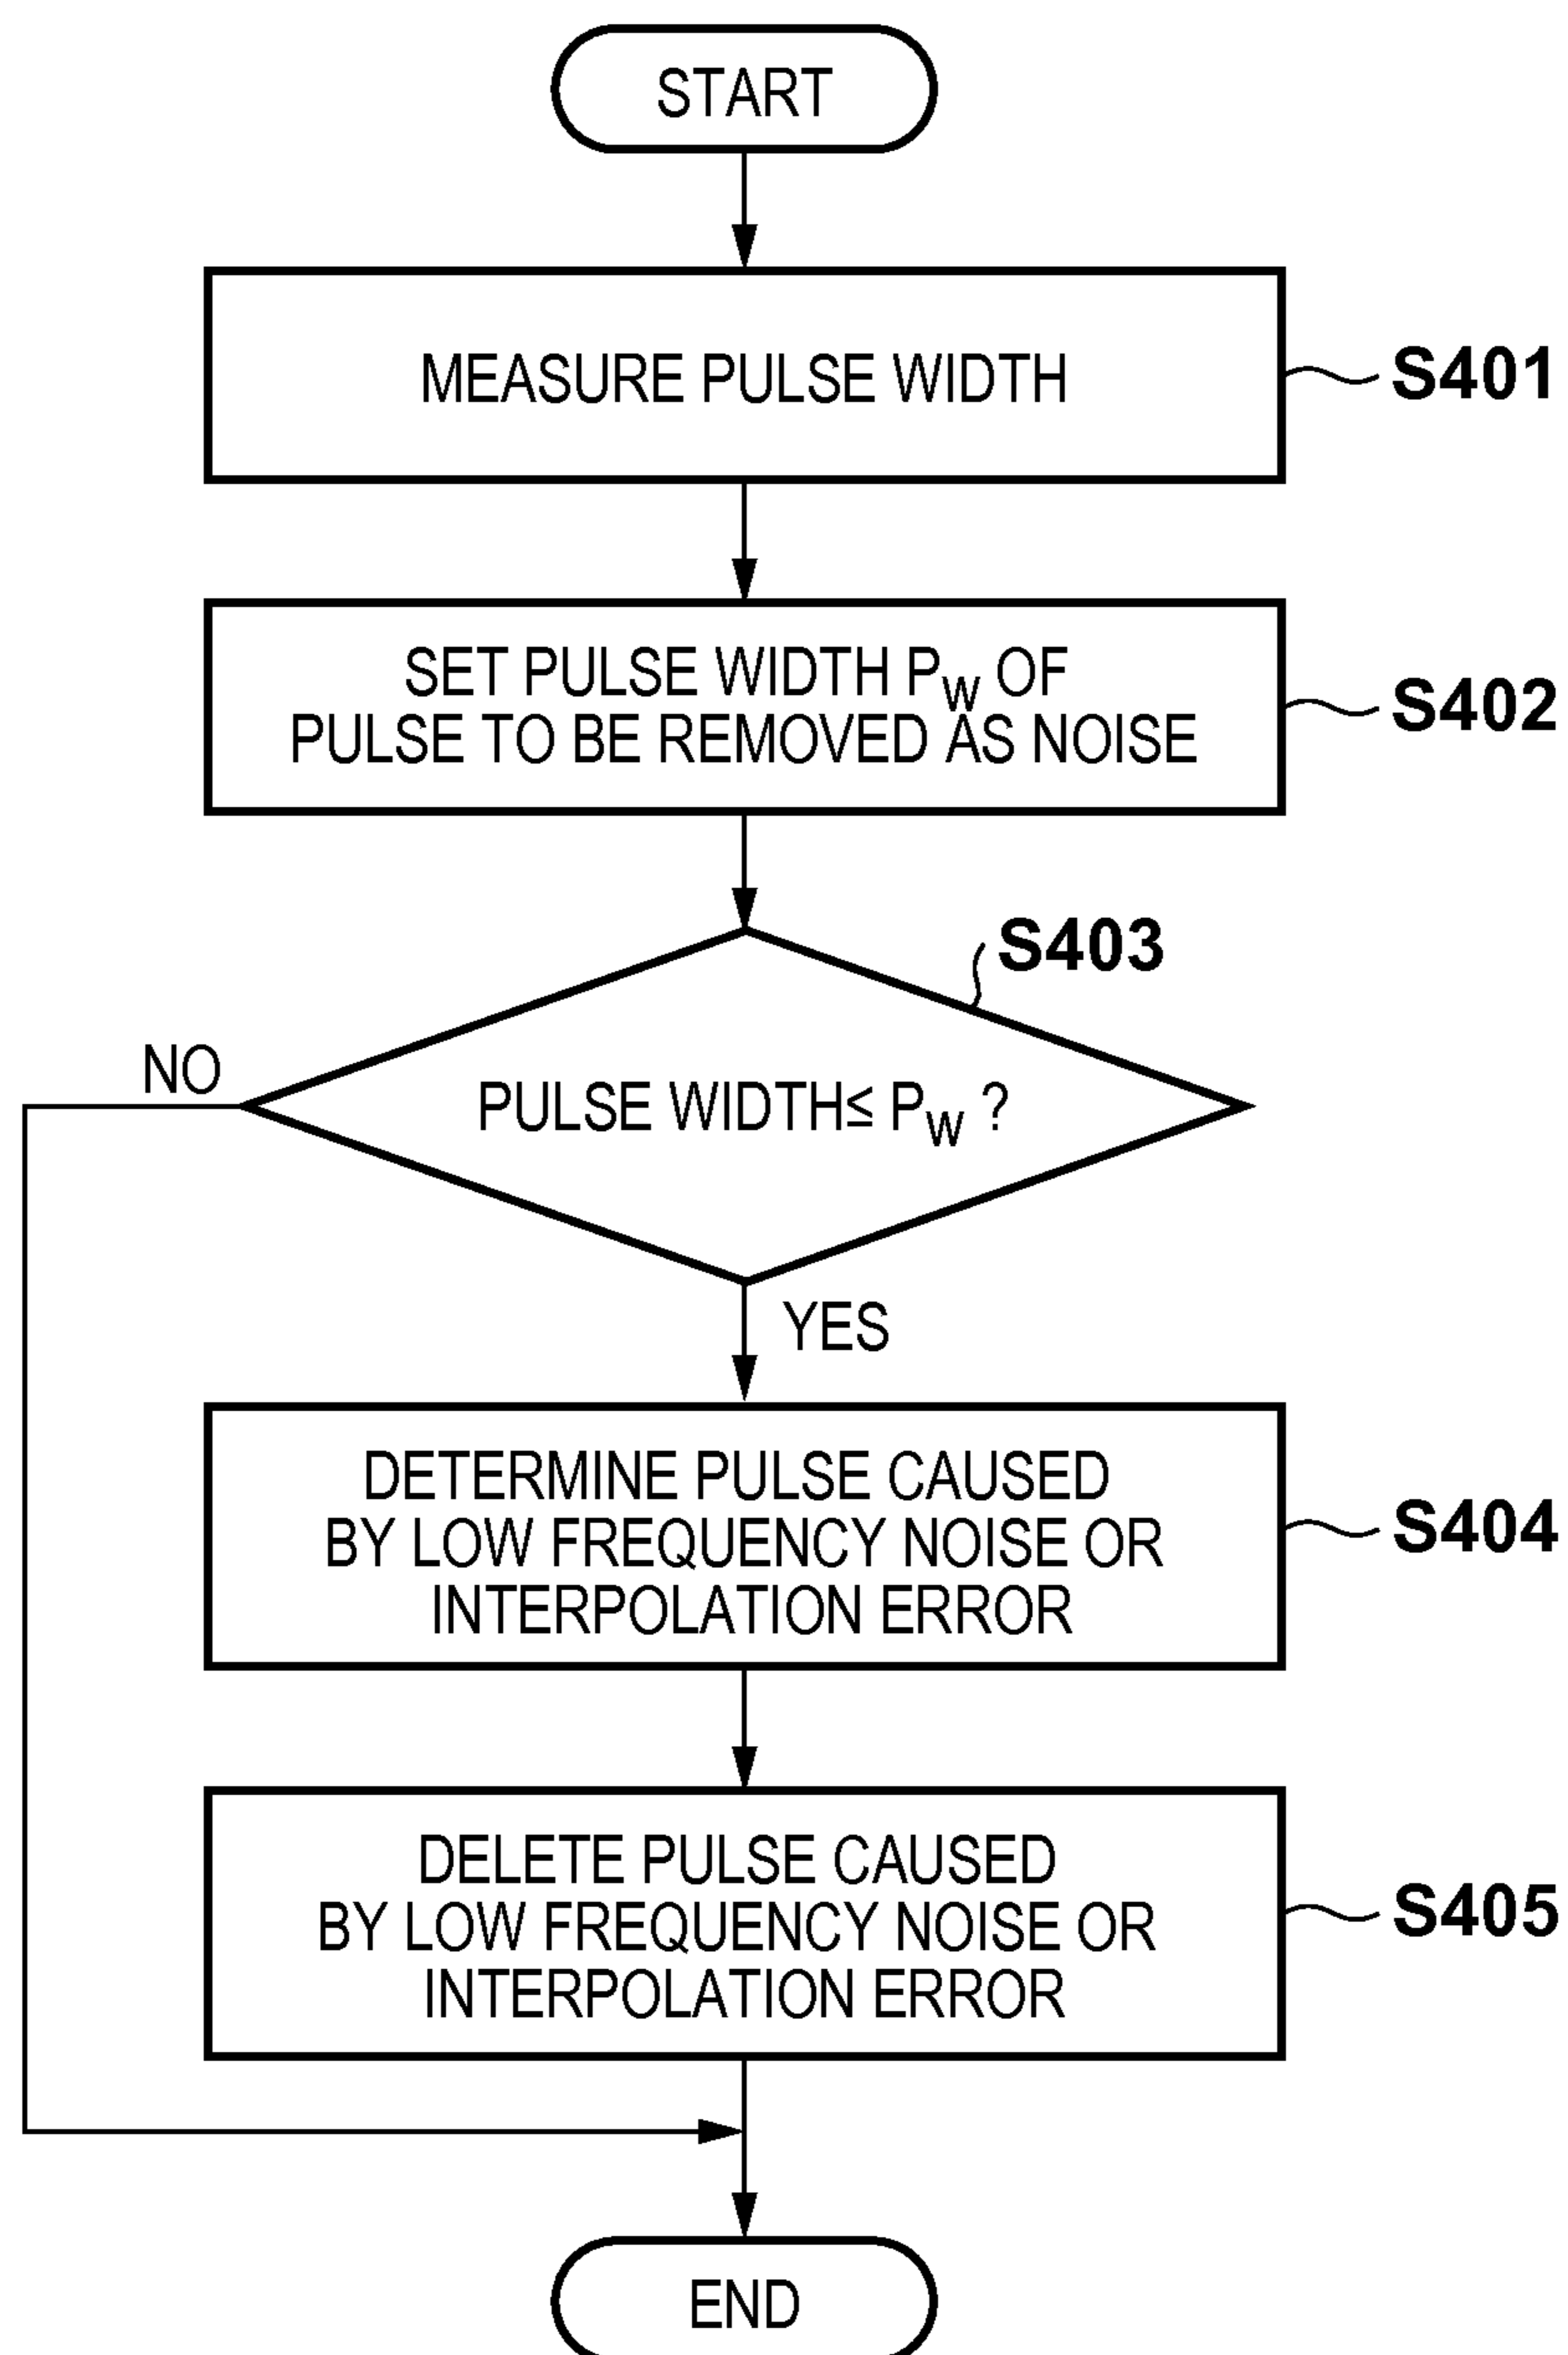 START
MEASURE PULSE WIDTH
S401
SET PULSE WIDTH PW OF
PULSE TO BE REMOVED AS NOISE
S402
S403
NO
PULSE WIDTH≤ PW ?
YES
DETERMINE PULSE CAUSED
BY LOW FREQUENCY NOISE OR
INTERPOLATION ERROR
S404
DELETE PULSE CAUSED
BY LOW FREQUENCY NOISE OR
INTERPOLATION ERROR
S405
END